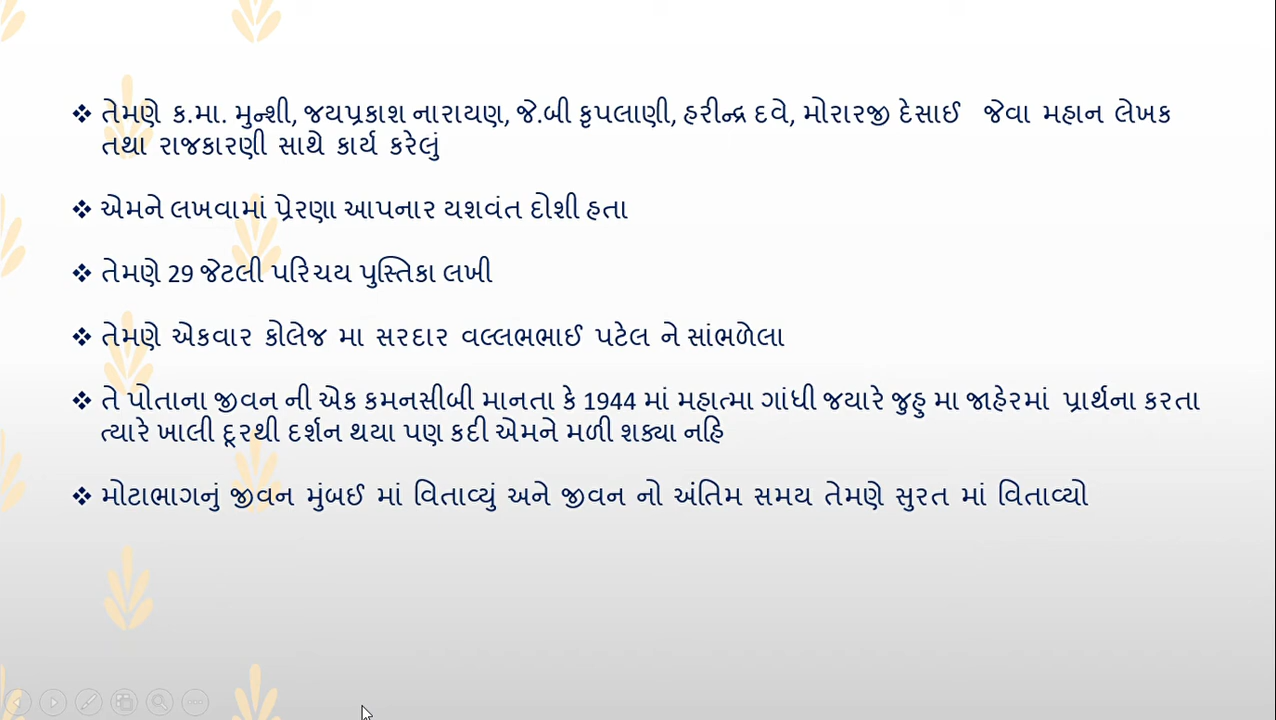 ❖ તેમણે ક.મા. મુન્શી, જયપ્રકાશ નારાયણ, જે.બી કૃપલાણી, હરીન્દ્ર દવે, મોરારજી દેસાઈ જેવા મહાન લેખક
તથા રાજકારણી સાથે કાર્ય કરેલું
❖ એમને લખવામાં પ્રેરણા આપનાર યશવંત દોશી હતા
❖ તેમણે 29 જેટલી પરિચય પુસ્તિકા લખી
❖ તેમણે એકવાર કોલેજ મા સરદાર વલ્લભભાઈ પટેલ ને સાંભળેલા
❖ તે પોતાના જીવન ની એક કમનસીબી માનતા કે 1944 માં મહાત્મા ગાંધી જયારે જુહુ મા જાહેરમાં પ્રાર્થના કરતા
ત્યારે ખાલી દૂરથી દર્શન થયા પણ કદી એમને મળી શક્યા નહિ
❖ મોટાભાગનું જીવન મુંબઈ માં વિતાવ્યું અને જીવન નો અંતિમ સમય તેમણે સુરત માં વિતાવ્યો